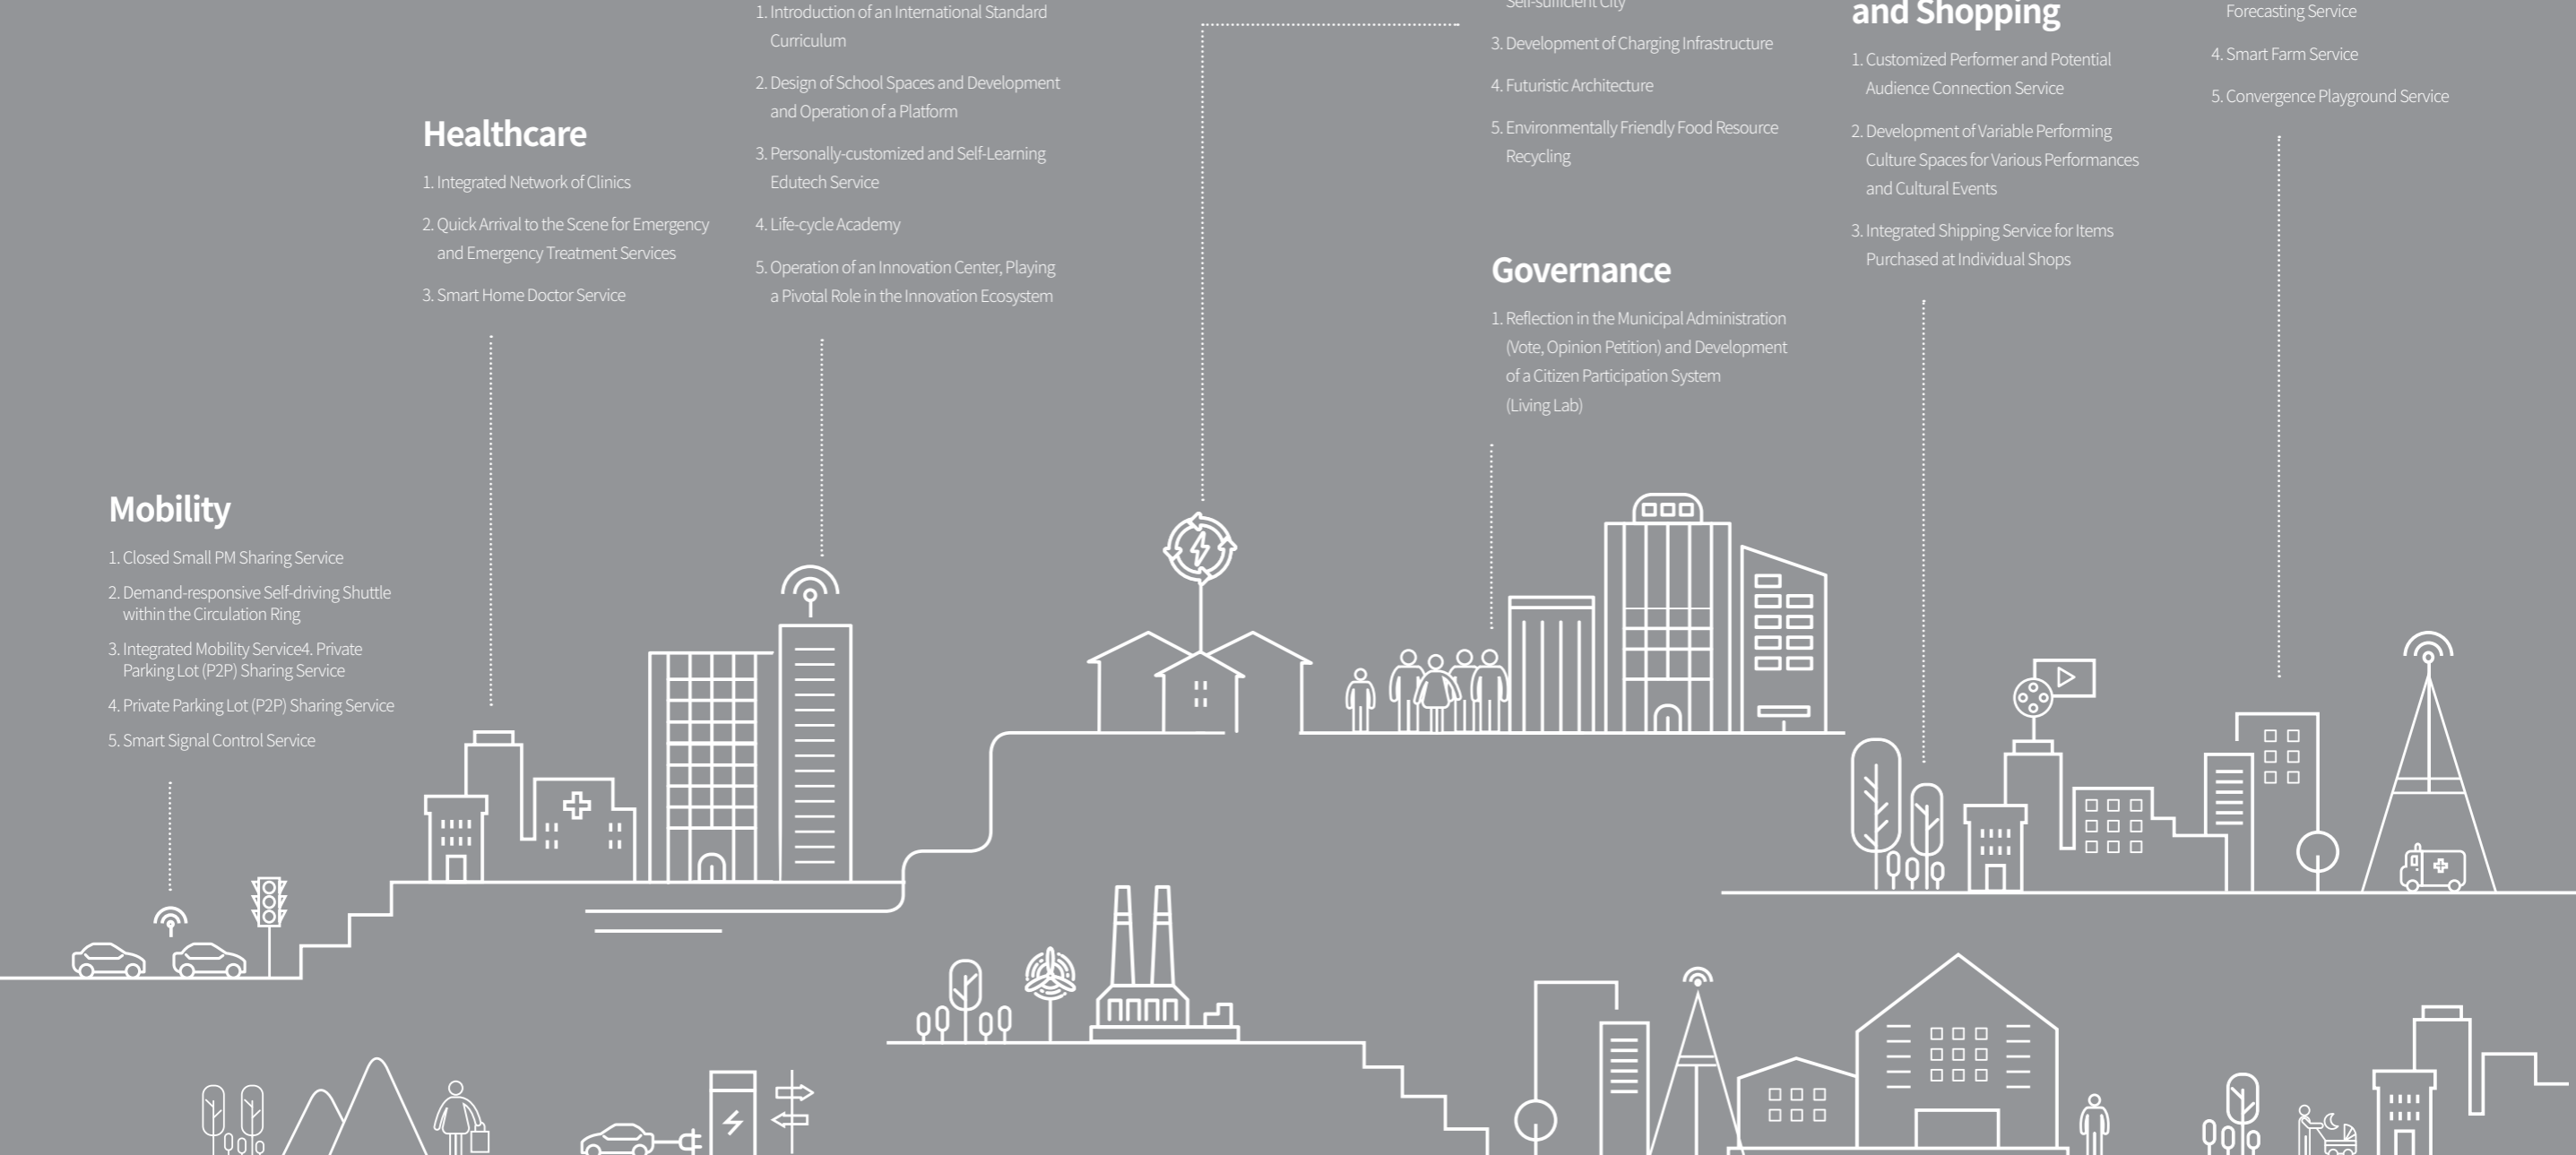 Mobility
1. Closed Small PM Sharing Service
2. Demand-responsive Self-driving Shuttle
within the Circulation Ring
3. Integrated Mobility Service4. Private
Parking Lot (P2P) Sharing Service
4. Private Parking Lot (P2P) Sharing Service
5. Smart Signal Control Service
Healthcare
1. Integrated Network of Clinics
2. Quick Arrival to the Scene for Emergency
and Emergency Treatment Services
3. Smart Home Doctor Service
1. Introduction of an International Standard
Curriculum
2. Design of School Spaces and Development
and Operation of a Platform
3. Personally-customized and Self-Learning
Edutech Service
4. Life-cycle Academy
5. Operation of an Innovation Center, Playing
a Pivotal Role in the Innovation Ecosystem
Self-sufficient City
3. Development of Charging Infrastructure
4. Futuristic Architecture
5. Environmentally Friendly Food Resource
Recycling
Governance
1. Reflection in the Municipal Administration
(Vote, Opinion Petition) and Development
of a Citizen Participation System
(Living Lab)
and Shopping
1. Customized Performer and Potential
Audience Connection Service
2. Development of Variable Performing
Culture Spaces for Various Performances
and Cultural Events
3. Integrated Shipping Service for Items
Purchased at Individual Shops
Forecasting Service
4. Smart Farm Service
5. Convergence Playground Service